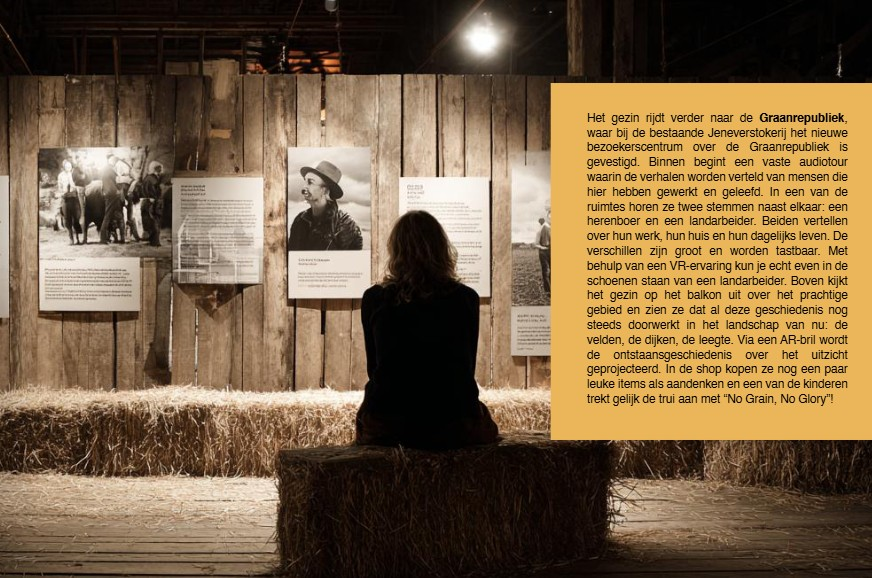 Het gezin rijdt verder naar de Graanrepubliek,
waar bij de bestaande Jeneverstokerij het nieuwe
bezoekerscentrum over de Graanrepubliek is
gevestigd. Binnen begint een vaste audiotour
waarin de verhalen worden verteld van mensen die
hier hebben gewerkt en geleefd. In een van de
ruimtes horen ze twee stemmen naast elkaar: een
herenboer en een landarbeider. Beiden vertellen
over hun werk, hun huis en hun dagelijks leven. De
verschillen zijn groot en worden tastbaar. Met
behulp van een VR-ervaring kun je echt even in de
schoenen staan van een landarbeider. Boven kijkt
het gezin op het balkon uit over het prachtige
gebied en zien ze dat al deze geschiedenis nog
steeds doorwerkt in het landschap van nu: de
velden, de dijken, de leegte. Via een AR-bril wordt
de ontstaansgeschiedenis over het uitzicht
geprojecteerd. In de shop kopen ze nog een paar
leuke items als aandenken en een van de kinderen
trekt gelijk de trui aan met “No Grain, No Glory”!